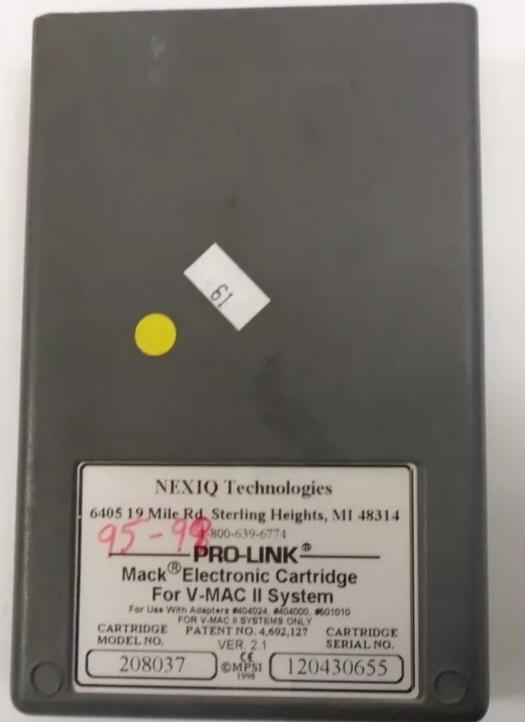 61
NEXIQ Technologies
6405 19 Mile Rd, Sterling Heights, MI 48314
95-98
-800-639-6774
PRO-LINK®
Mack® Electronic Cartridge
For V-MAC II System
For Use With Adapters #404024, #404000, #601010
FOR V-MAC II SYSTEMS ONLY
CARTRIDGE MODEL NO.
PATENT NO. 4,602,127
CARTRIDGE SERIAL NO.
VER. 2.1
CE
208037
©MPSI
1998
120430655